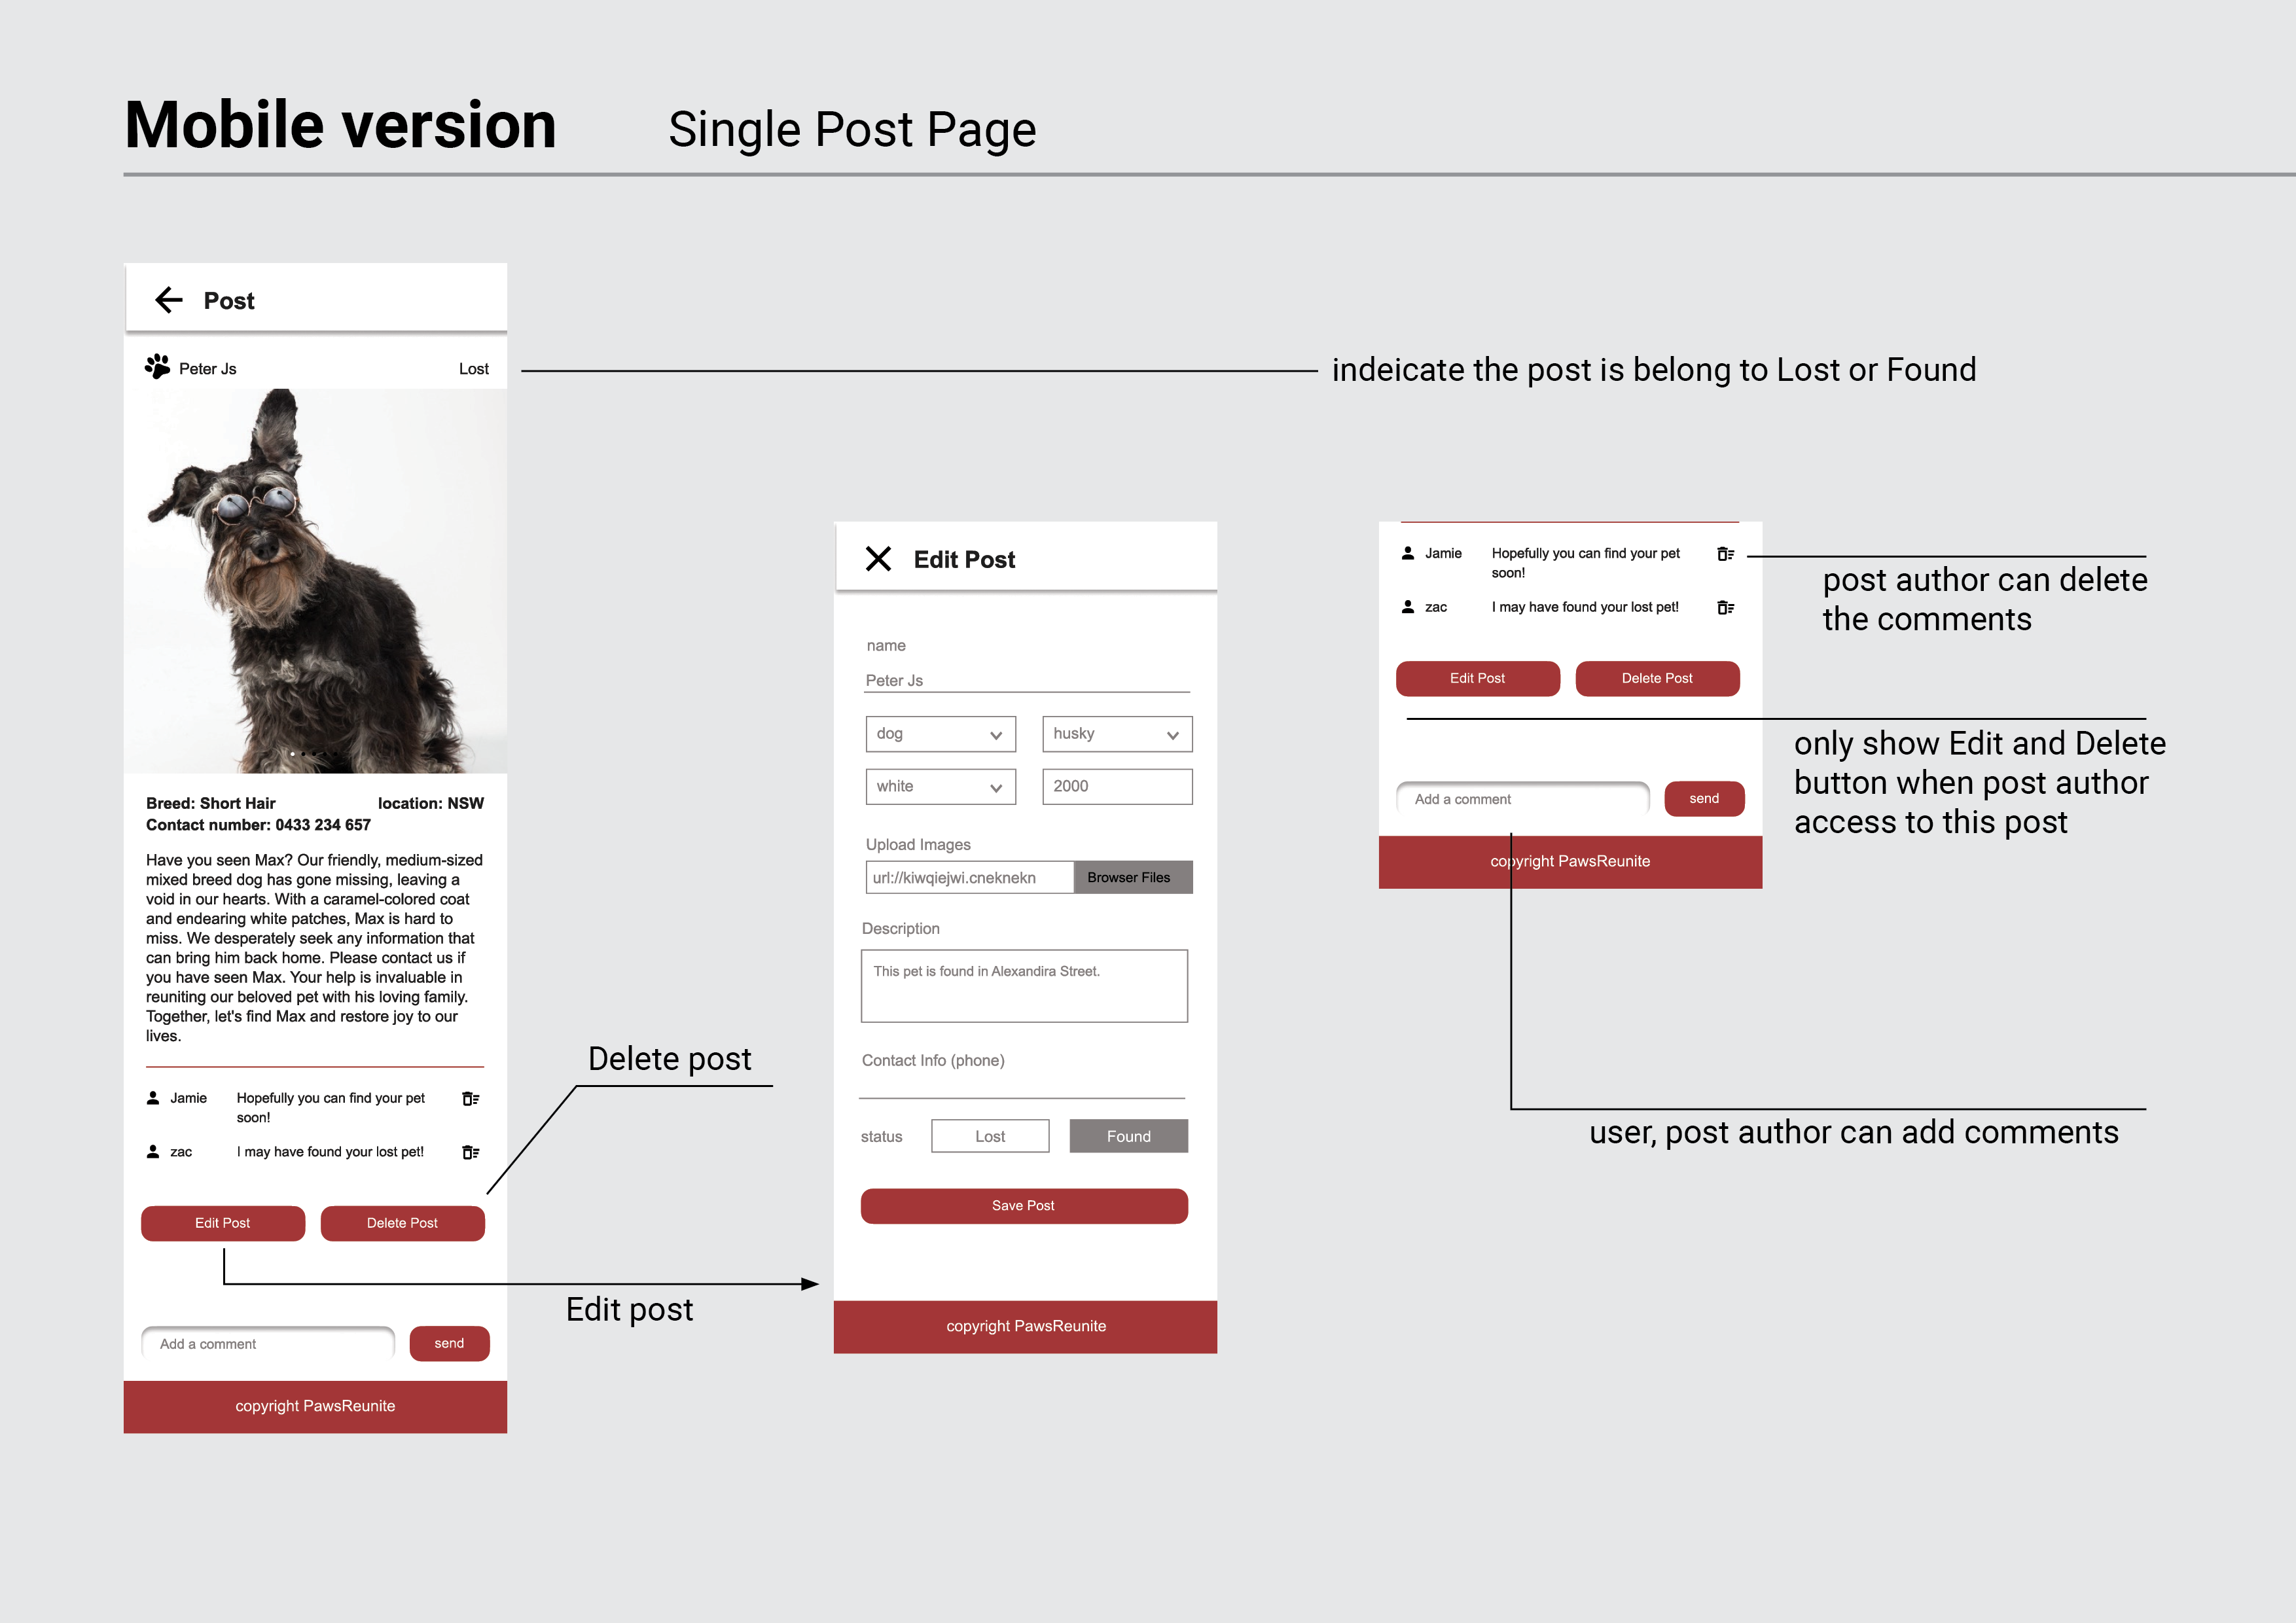 Mobile version
Single Post Page
Post
Peter Js
Lost
Breed: Short Hair
location: NSW
Contact number: 0433 234 657
Have you seen Max? Our friendly, medium-sized
mixed breed dog has gone missing, leaving a
void in our hearts. With a caramel-colored coat
and endearing white patches, Max is hard to
miss. We desperately seek any information that
can bring him back home. Please contact us if
you have seen Max. Your help is invaluable in
reuniting our beloved pet with his loving family.
Together, let's find Max and restore joy to our
lives.
Jamie
Hopefully you can find your pet
soon!
zac
I may have found your lost pet!
Edit Post
Delete Post
Add a comment
send
copyright PawsReunite
Delete post
Edit post
Edit Post
name
Peter Js
dog
husky
white
2000
Upload Images
url://kiwqiejwi.cneknekn
Browser Files
Description
This pet is found in Alexandira Street.
Contact Info (phone)
status
Lost
Found
Save Post
copyright PawsReunite
indeicate the post is belong to Lost or Found
Jamie
Hopefully you can find your pet
soon!
zac
I may have found your lost pet!
Edit Post
Delete Post
Add a comment
send
copyright PawsReunite
post author can delete
the comments
only show Edit and Delete
button when post author
access to this post
user, post author can add comments